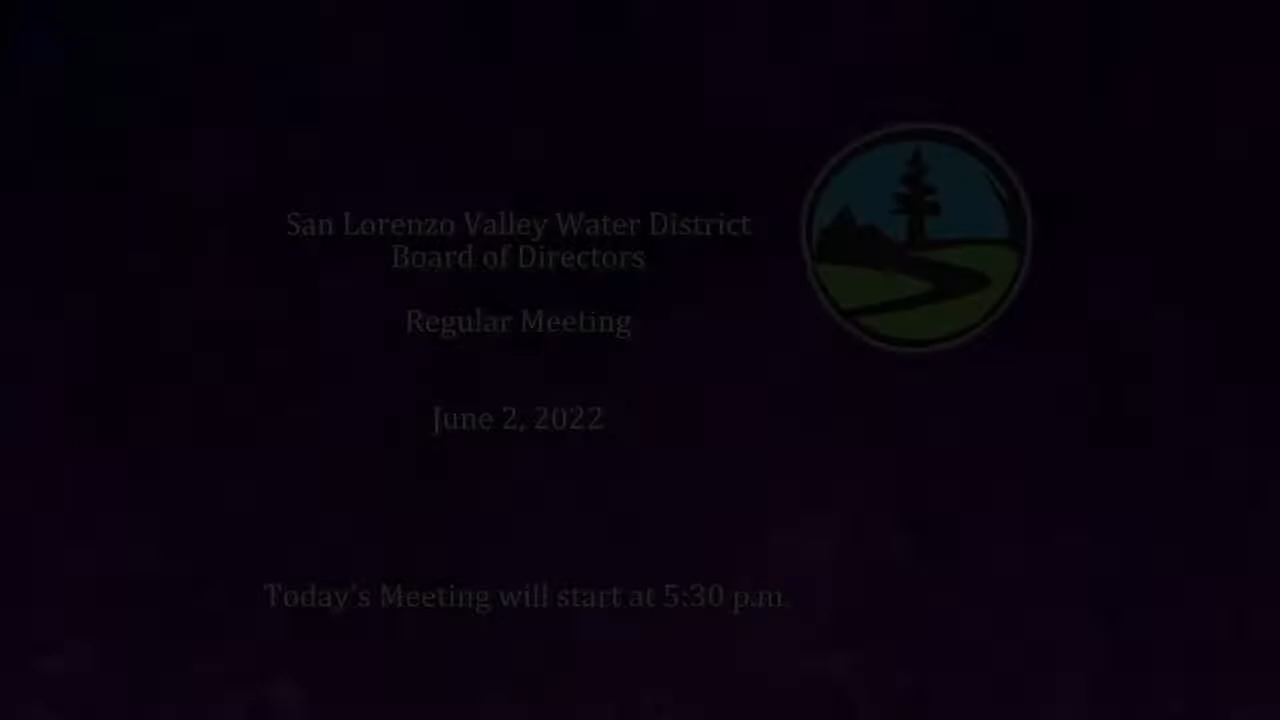 San Lorenzo Valley Water District
Board of Directors
Regular Meeting
June 2, 2022
Today's Meeting will start at 5:30 p.m.